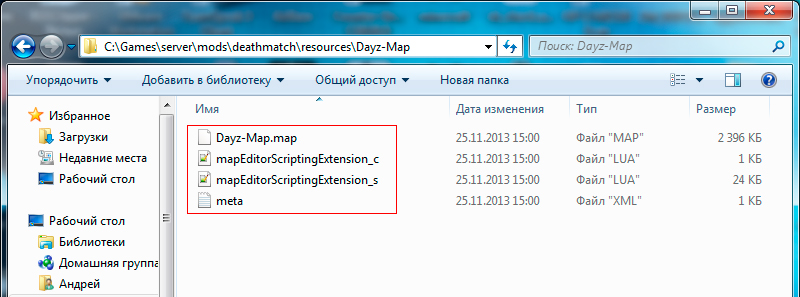 C:\Games\server\mods\deathmatch\resources\Dayz-Map
Поиск: Dayz-Map
Упорядочить Добавить в библиотеку Общий доступ Новая папка
Имя Дата изменения Тип Размер
Избранное
Загрузки
Недавние места
Рабочий стол
Рабочий стол
Библиотеки
Домашняя группа
Андрей
Dayz-Map.map 25.11.2013 15:00 Файл "MAP" 2 396 КБ
mapEditorScriptingExtension_c 25.11.2013 15:00 Файл "LUA" 1 КБ
mapEditorScriptingExtension_s 25.11.2013 15:00 Файл "LUA" 24 КБ
meta 25.11.2013 15:00 Файл "XML" 1 КБ